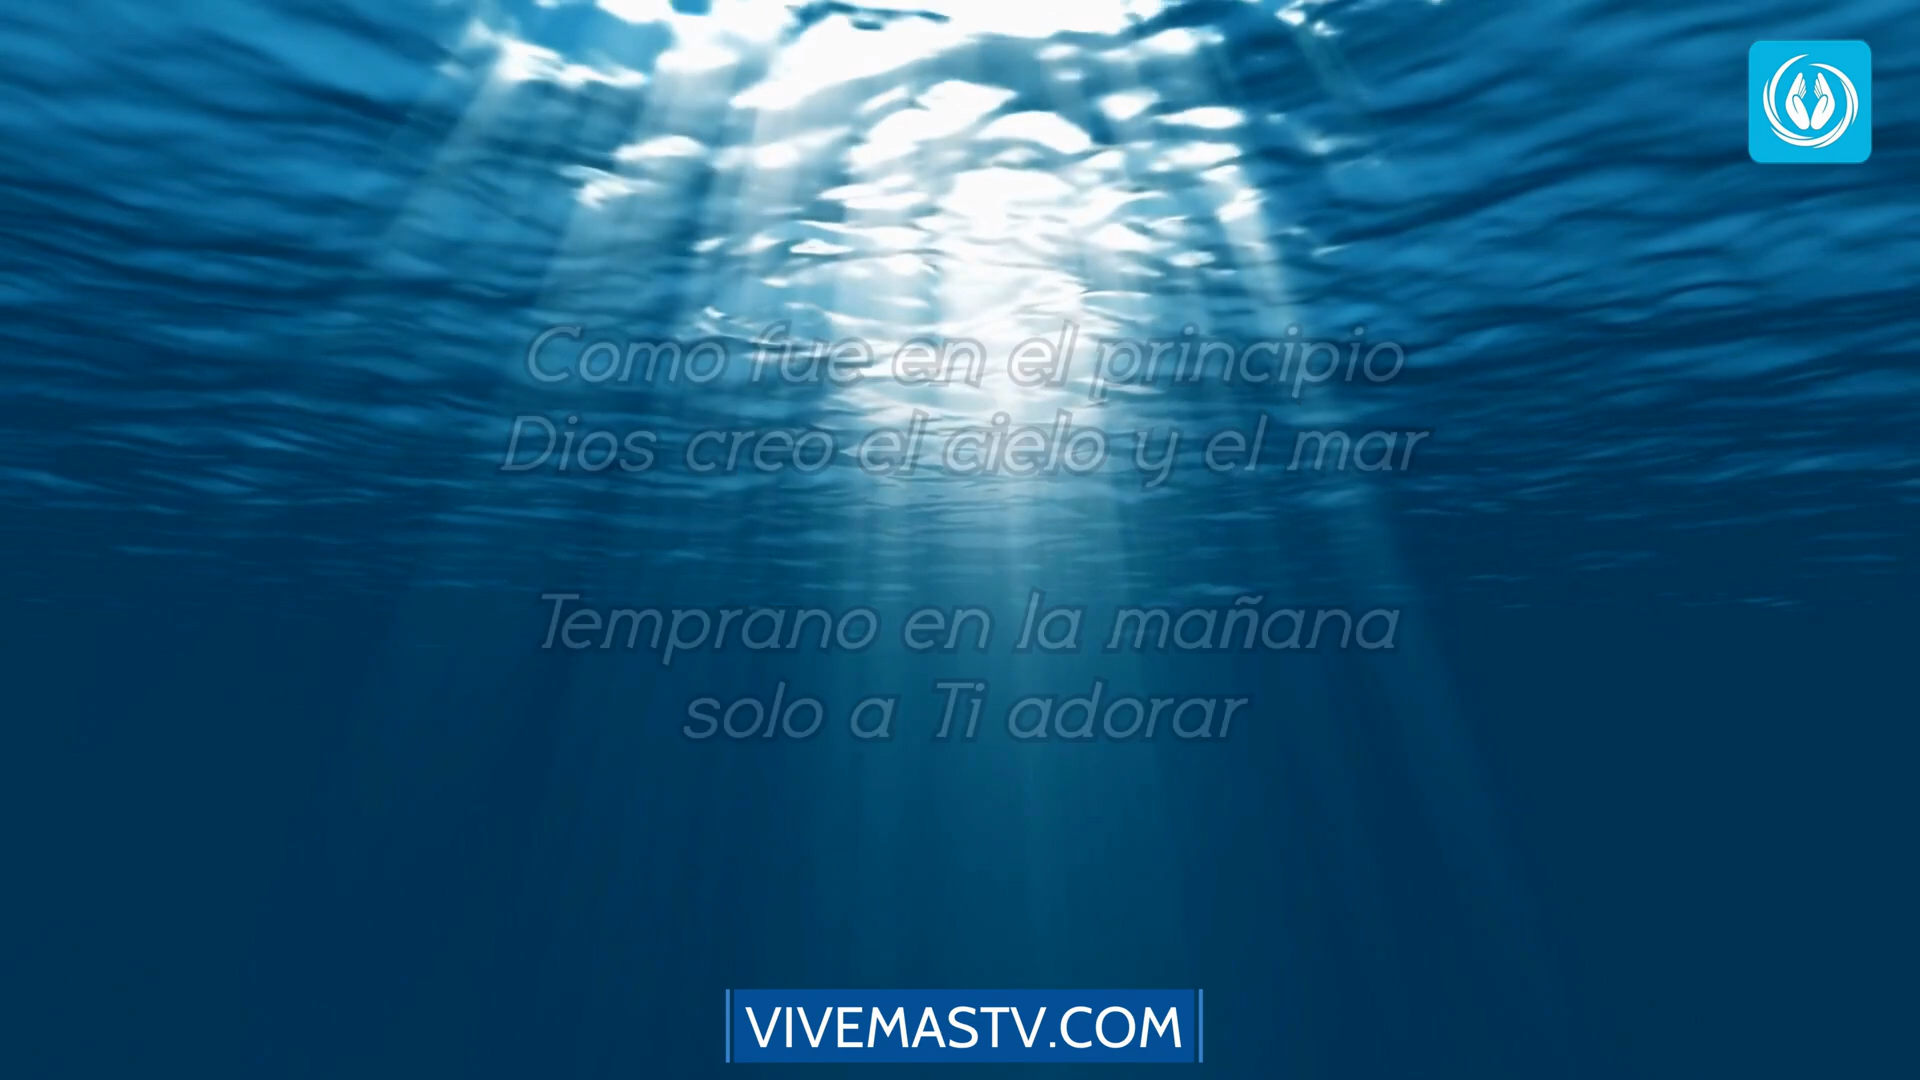 Como fue en el principio
Dios creo el cielo y el mar
Temprano en la mañana
solo a Ti adorar
VIVEMASTV.COM